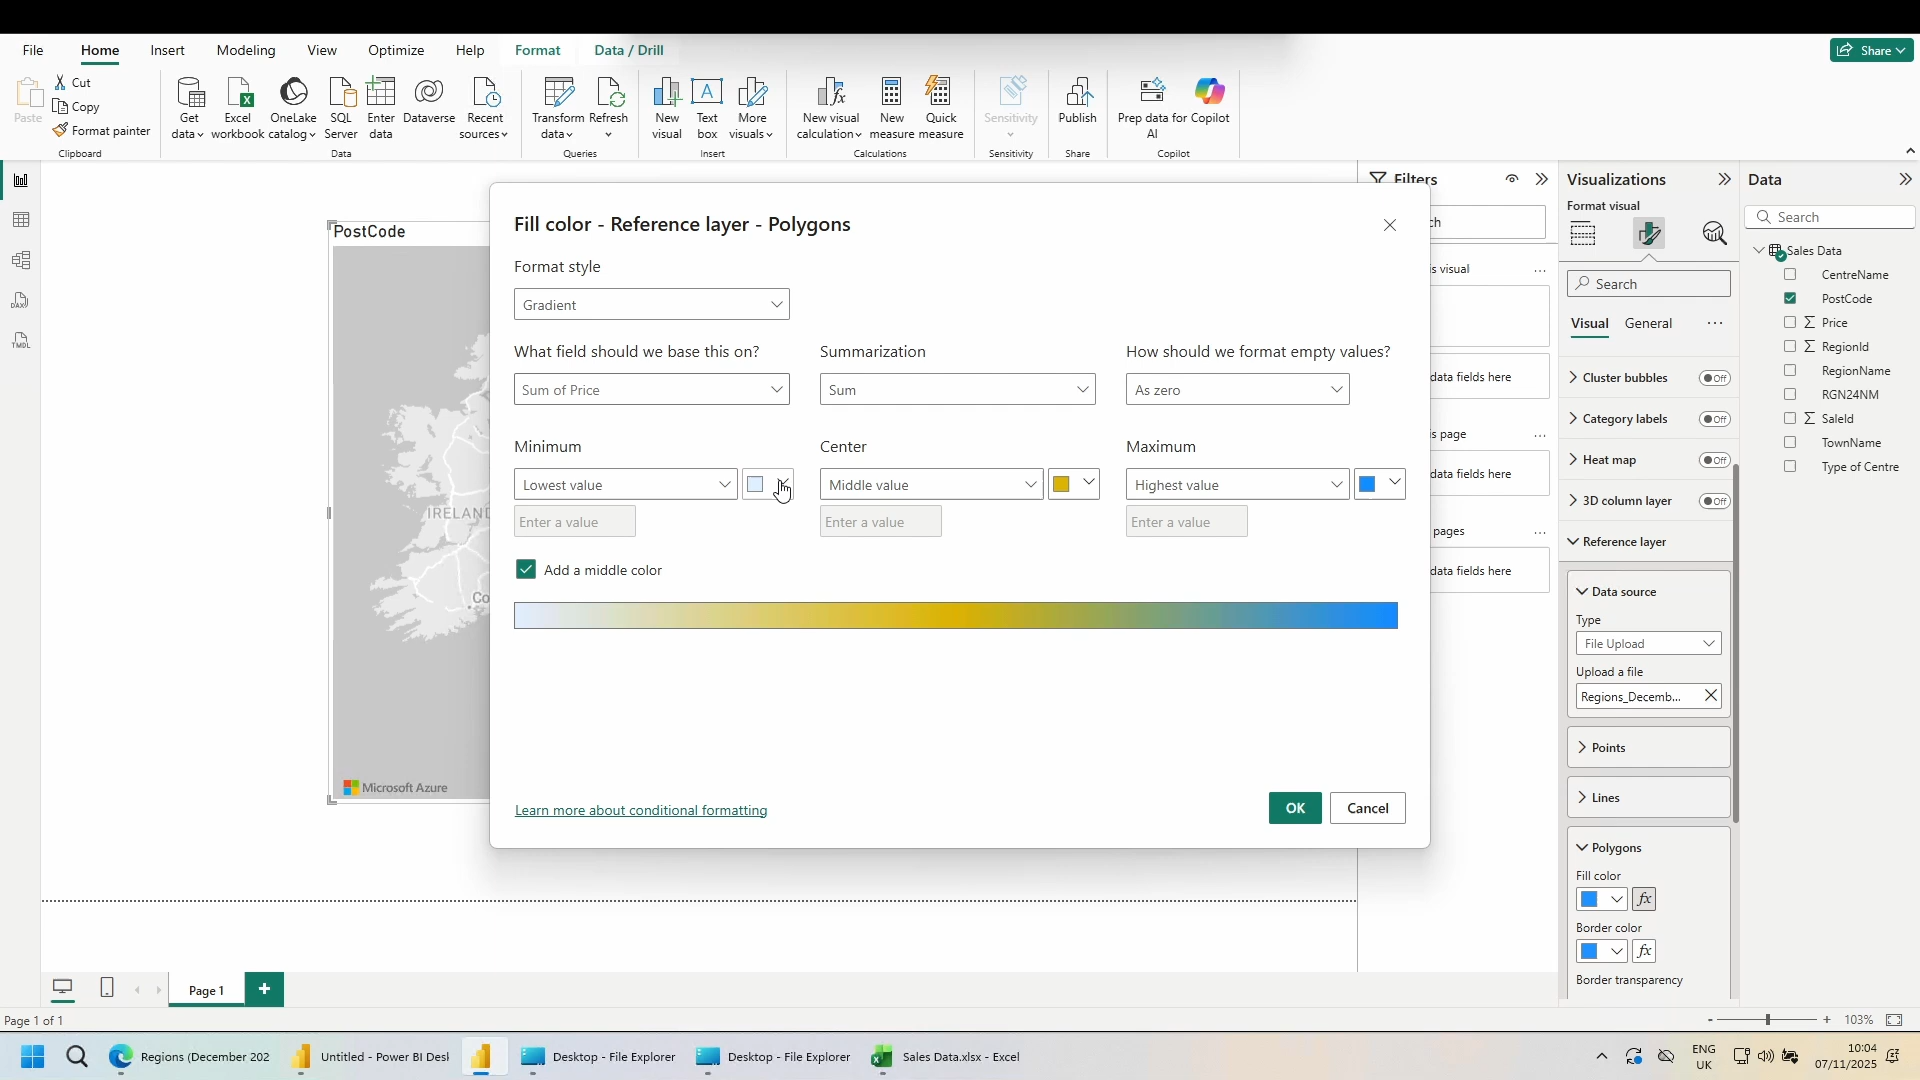 File Home Insert Modeling View Optimize Help Format Data / Drill Share
Paste Cut
Copy
Format painter
Clipboard
Get data Excel workbook OneLake catalog SQL Server Enter data Dataverse Recent sources
Data
Transform data Refresh
Queries
New visual Text box More visuals
Insert
New visual calculation New measure Quick measure
Calculations
Sensitivity
Sensitivity
Publish
Share
Prep data for AI Copilot
Copilot
PostCode
IRELAND
Co
Microsoft Azure
Fill color - Reference layer - Polygons
Format style
Gradient
What field should we base this on? Summarization How should we format empty values?
Sum of Price Sum As zero
Minimum Center Maximum
Lowest value Middle value Highest value
Enter a value Enter a value Enter a value
Add a middle color
Learn more about conditional formatting
OK Cancel
Filters
ch
is visual ...
data fields here
is page ...
data fields here
pages ...
data fields here
Visualizations
Format visual
Search
Visual General ...
Cluster bubbles Off
Category labels Off
Heat map Off
3D column layer Off
Reference layer
Data source
Type
File Upload
Upload a file
Regions_Decemb...
Points
Lines
Polygons
Fill color
fx
Border color
fx
Border transparency
Data
Search
Sales Data
CentreName
PostCode
Σ Price
Σ RegionId
RegionName
RGN24NM
Σ SaleId
TownName
Type of Centre
Page 1 +
Page 1 of 1
- + 103%
Regions (December 202 Untitled - Power BI Desk Desktop - File Explorer Desktop - File Explorer Sales Data.xlsx - Excel
ENG
UK
10:04
07/11/2025